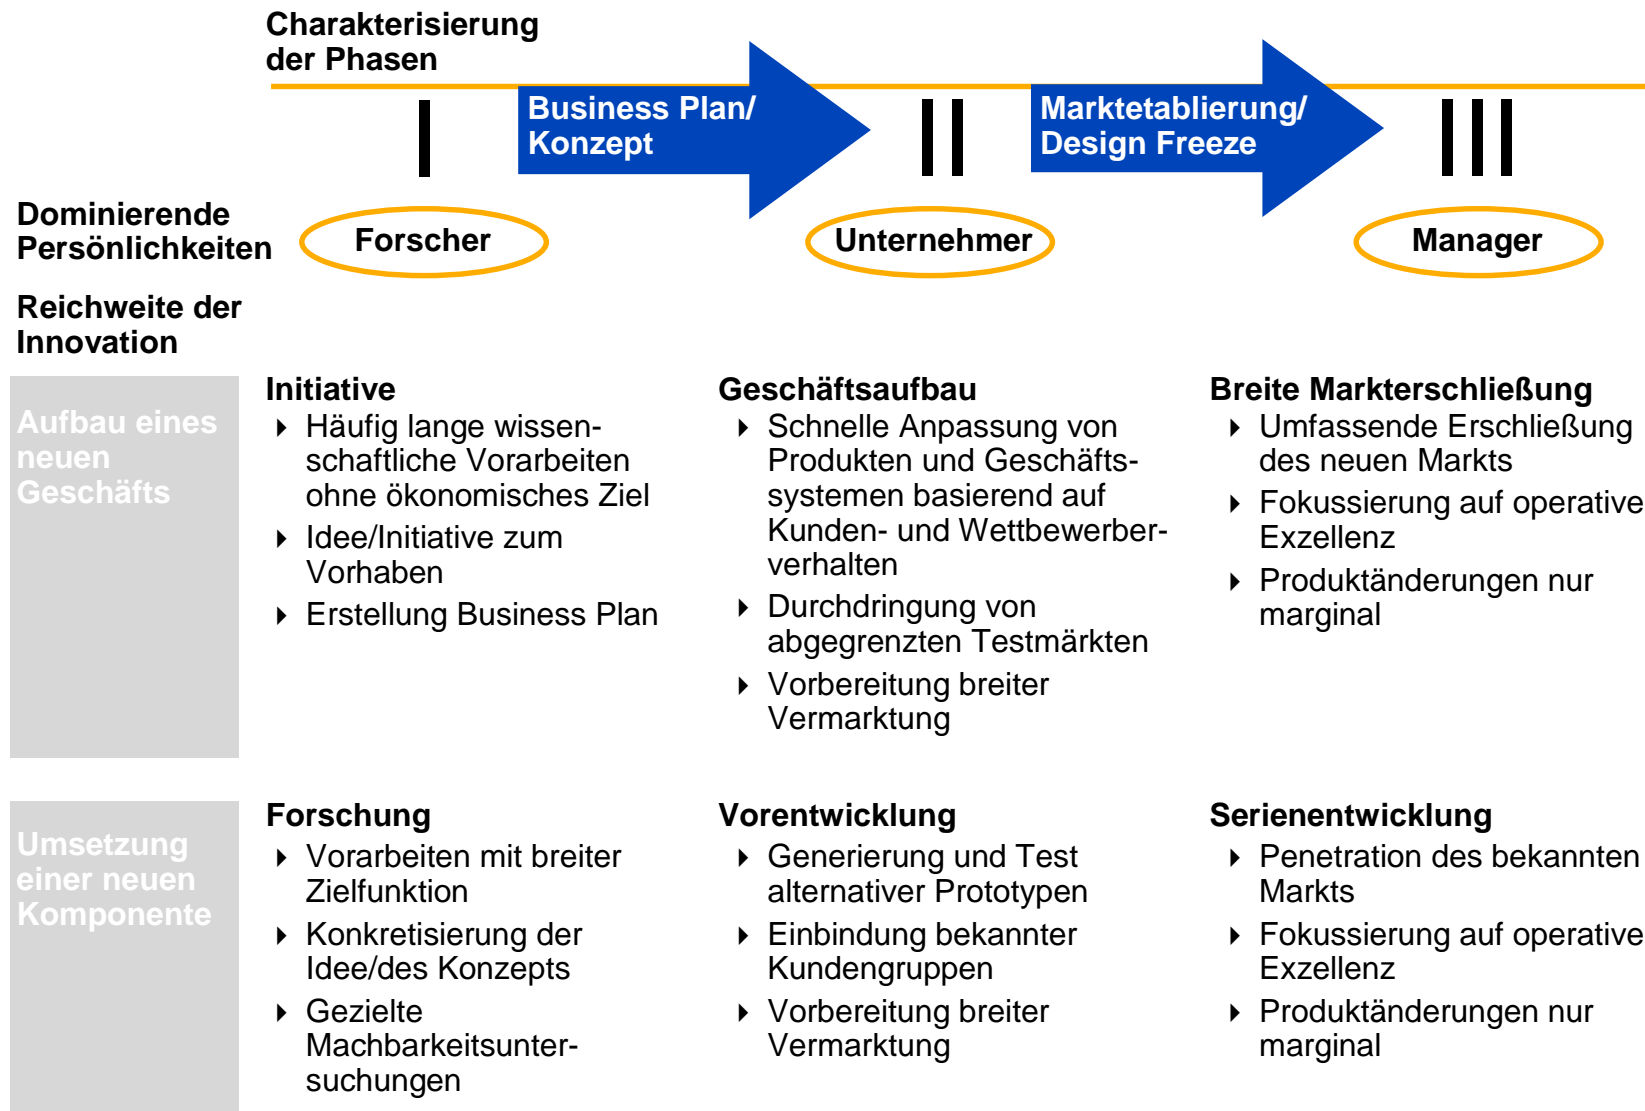 Charakterisierung
der Phasen
Business Plan/
Konzept
Marktetablierung/
Design Freeze
I
II
III
Dominierende
Persönlichkeiten
Forscher
Unternehmer
Manager
Reichweite der
Innovation
Aufbau eines
neuen
Geschäfts
Initiative
Häufig lange wissen-
schaftliche Vorarbeiten
ohne ökonomisches Ziel
Idee/Initiative zum
Vorhaben
Erstellung Business Plan
Geschäftsaufbau
Schnelle Anpassung von
Produkten und Geschäfts-
systemen basierend auf
Kunden- und Wettbewerber-
verhalten
Durchdringung von
abgegrenzten Testmärkten
Vorbereitung breiter
Vermarktung
Breite Markterschließung
Umfassende Erschließung
des neuen Markts
Fokussierung auf operative
Exzellenz
Produktänderungen nur
marginal
Umsetzung
einer neuen
Komponente
Forschung
Vorarbeiten mit breiter
Zielfunktion
Konkretisierung der
Idee/des Konzepts
Gezielte
Machbarkeitsunter-
suchungen
Vorentwicklung
Generierung und Test
alternativer Prototypen
Einbindung bekannter
Kundengruppen
Vorbereitung breiter
Vermarktung
Serienentwicklung
Penetration des bekannten
Markts
Fokussierung auf operative
Exzellenz
Produktänderungen nur
marginal